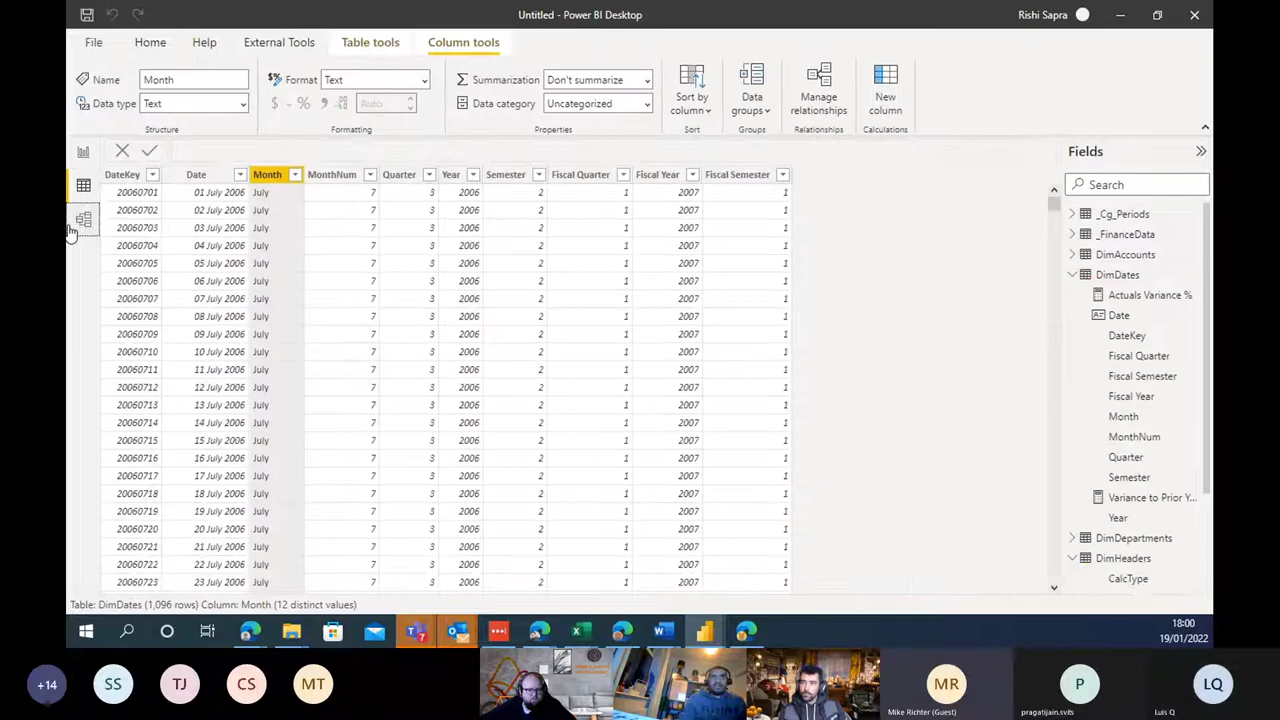 Untitled - Power BI Desktop
Rishi Sapra
File
Home
Help
External Tools
Table tools
Column tools
Name
Month
Format
Text
Summarization
Don't summarize
Data type
Text
$
%
Auto
Data category
Uncategorized
Sort by
column
Data
groups
Manage
relationships
New
column
Structure
Formatting
Properties
Sort
Groups
Relationships
Calculations
DateKey Date Month MonthNum Quarter Year Semester Fiscal Quarter Fiscal Year Fiscal Semester
20060701 01 July 2006 July 7 3 2006 2 1 2007 1
20060702 02 July 2006 July 7 3 2006 2 1 2007 1
20060703 03 July 2006 July 7 3 2006 2 1 2007 1
20060704 04 July 2006 July 7 3 2006 2 1 2007 1
20060705 05 July 2006 July 7 3 2006 2 1 2007 1
20060706 06 July 2006 July 7 3 2006 2 1 2007 1
20060707 07 July 2006 July 7 3 2006 2 1 2007 1
20060708 08 July 2006 July 7 3 2006 2 1 2007 1
20060709 09 July 2006 July 7 3 2006 2 1 2007 1
20060710 10 July 2006 July 7 3 2006 2 1 2007 1
20060711 11 July 2006 July 7 3 2006 2 1 2007 1
20060712 12 July 2006 July 7 3 2006 2 1 2007 1
20060713 13 July 2006 July 7 3 2006 2 1 2007 1
20060714 14 July 2006 July 7 3 2006 2 1 2007 1
20060715 15 July 2006 July 7 3 2006 2 1 2007 1
20060716 16 July 2006 July 7 3 2006 2 1 2007 1
20060717 17 July 2006 July 7 3 2006 2 1 2007 1
20060718 18 July 2006 July 7 3 2006 2 1 2007 1
20060719 19 July 2006 July 7 3 2006 2 1 2007 1
20060720 20 July 2006 July 7 3 2006 2 1 2007 1
20060721 21 July 2006 July 7 3 2006 2 1 2007 1
20060722 22 July 2006 July 7 3 2006 2 1 2007 1
20060723 23 July 2006 July 7 3 2006 2 1 2007 1
Fields
Search
_Cg_Periods
_FinanceData
DimAccounts
DimDates
Actuals Variance %
Date
DateKey
Fiscal Quarter
Fiscal Semester
Fiscal Year
Month
MonthNum
Quarter
Semester
Variance to Prior Y...
Year
DimDepartments
DimHeaders
CalcType
Table: DimDates (1,096 rows) Column: Month (12 distinct values)
18:00
19/01/2022
+14
SS
TJ
CS
MT
MR
Mike Richter (Guest)
P
pragatijain.svits
LQ
Luis Q